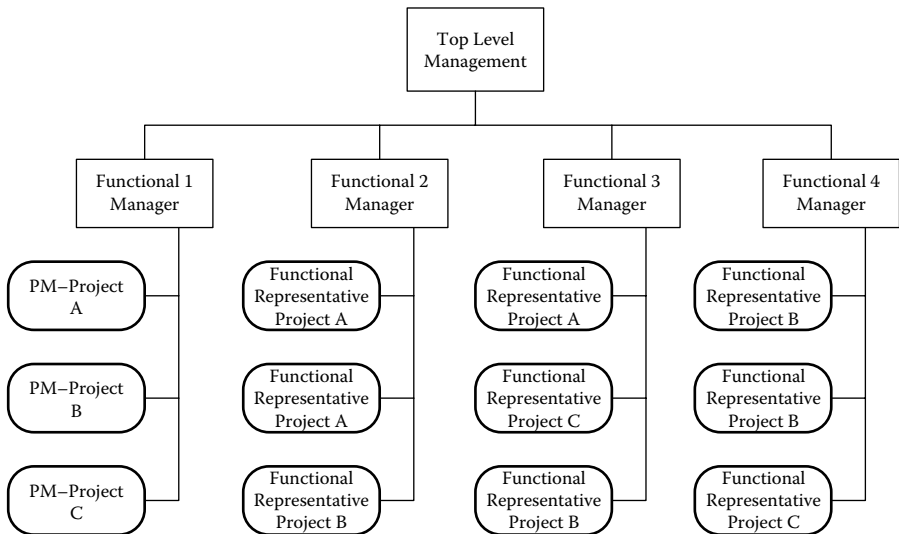 Top Level
Management
Functional 1
Manager
Functional 2
Manager
Functional 3
Manager
Functional 4
Manager
PM–Project
A
Functional
Representative
Project A
Functional
Representative
Project A
Functional
Representative
Project B
PM–Project
B
Functional
Representative
Project A
Functional
Representative
Project C
Functional
Representative
Project B
PM–Project
C
Functional
Representative
Project B
Functional
Representative
Project B
Functional
Representative
Project C